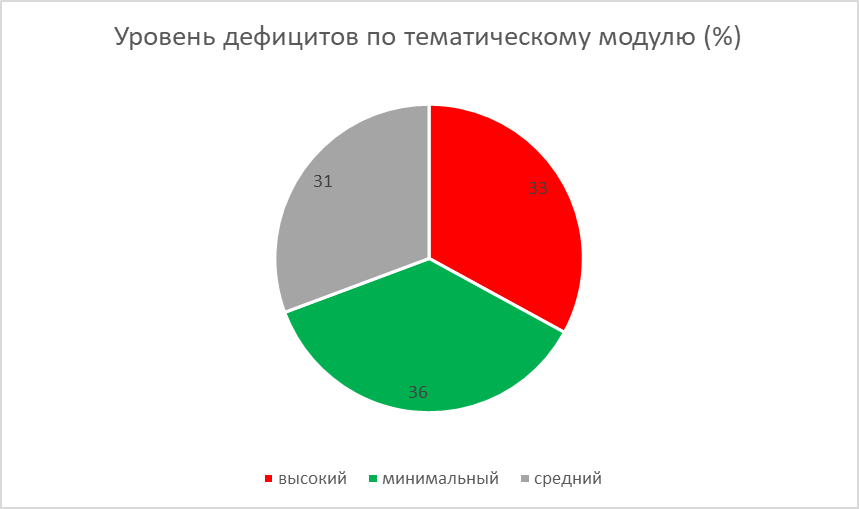 Уровень дефицитов по тематическому модулю (%)
31
33
36
высокий минимальный средний